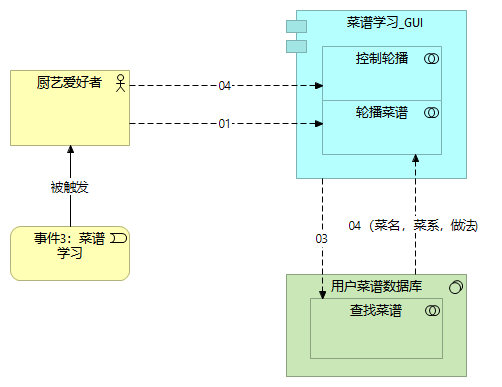 菜谱学习_GUI
控制轮播
厨艺爱好者
04
轮播菜谱
01
被触发
04（菜名，菜系，做法)
事件3：菜谱
学习
03
用户菜谱数据库
查找菜谱